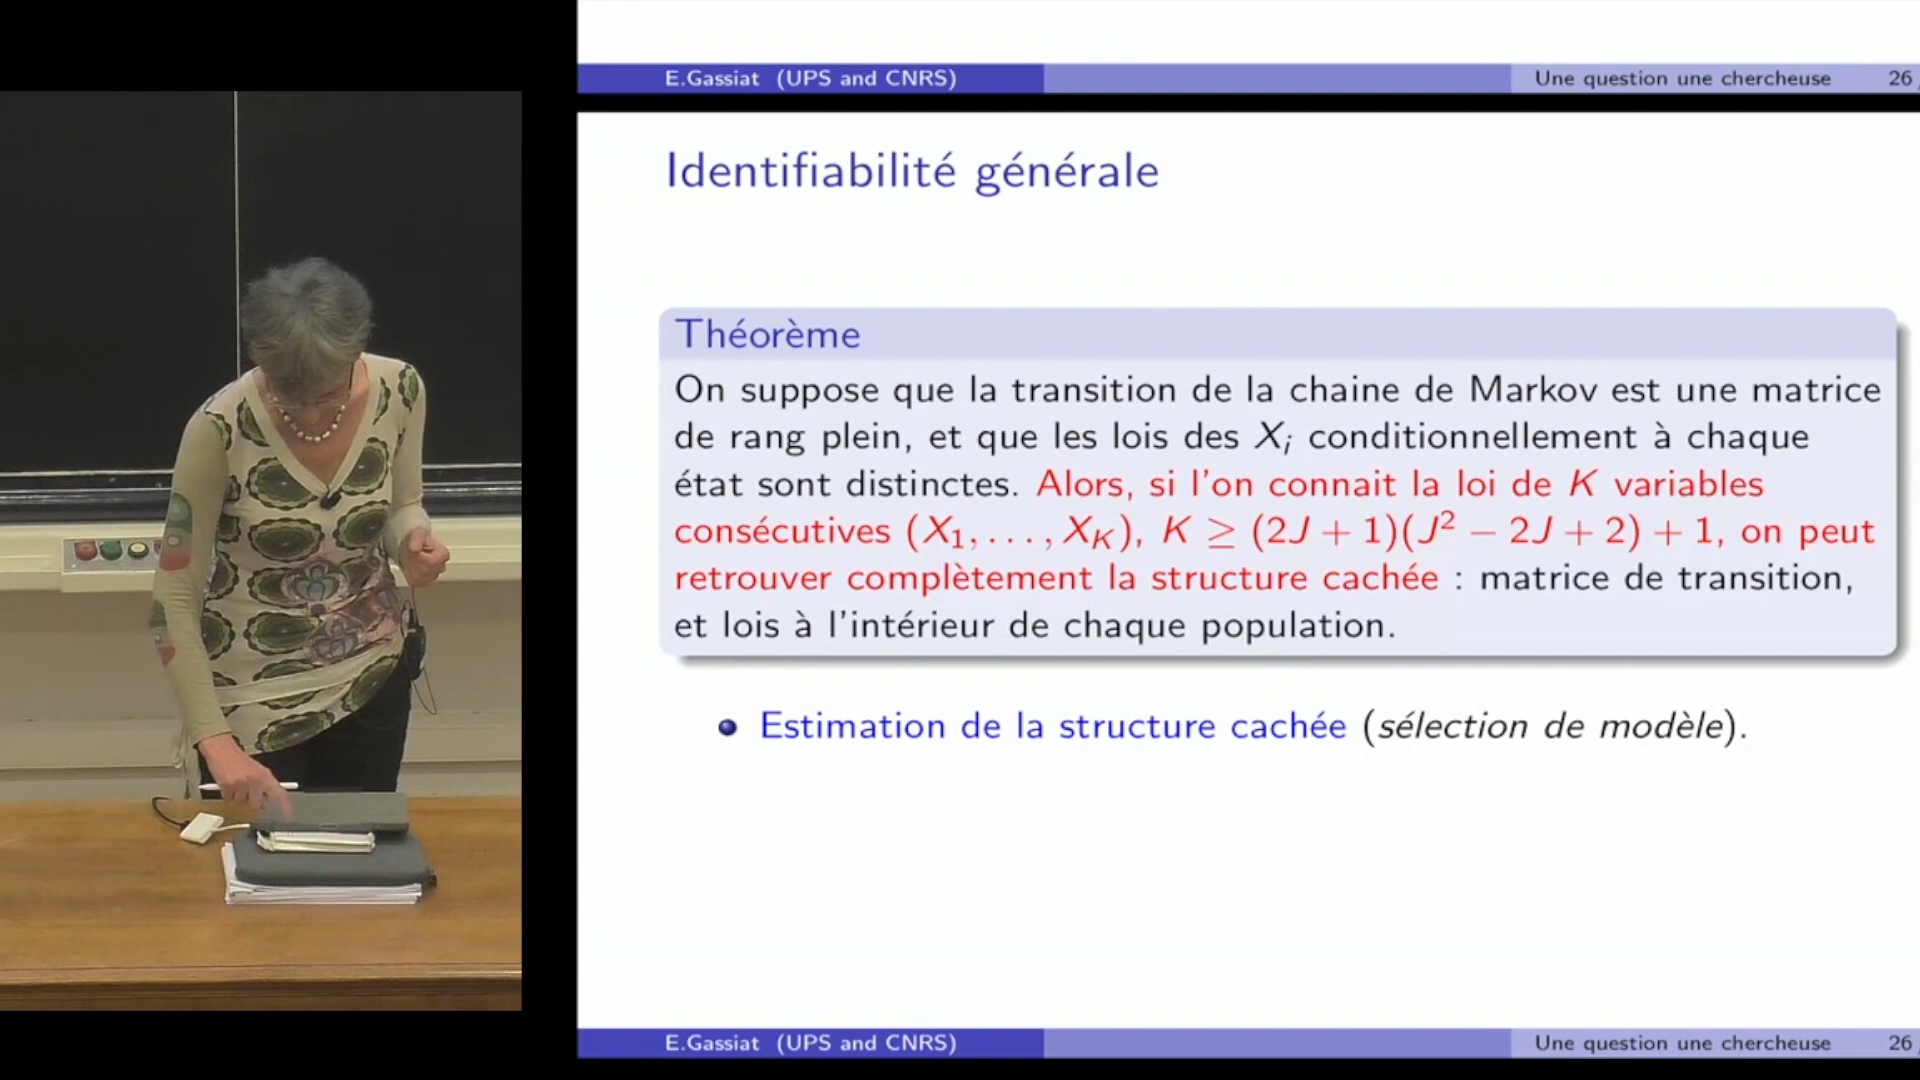 E.Gassiat (UPS and CNRS) Une question une chercheuse 26
Identifiabilité générale
Théorème
On suppose que la transition de la chaine de Markov est une matrice
de rang plein, et que les lois des X_i conditionnellement à chaque
état sont distinctes. Alors, si l'on connait la loi de K variables
consécutives (X_1, . . . , X_K), K ≥ (2J + 1)(J² − 2J + 2) + 1, on peut
retrouver complètement la structure cachée : matrice de transition,
et lois à l'intérieur de chaque population.
Estimation de la structure cachée (sélection de modèle).
E.Gassiat (UPS and CNRS) Une question une chercheuse 26